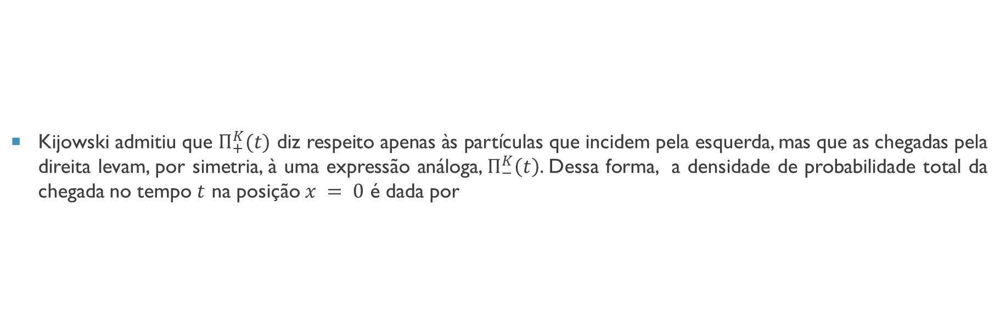 Kijowski admitiu que Π₊ᴷ(t) diz respeito apenas às partículas que incidem pela esquerda, mas que as chegadas pela
direita levam, por simetria, à uma expressão análoga, Π₋ᴷ(t). Dessa forma, a densidade de probabilidade total da
chegada no tempo t na posição x = 0 é dada por